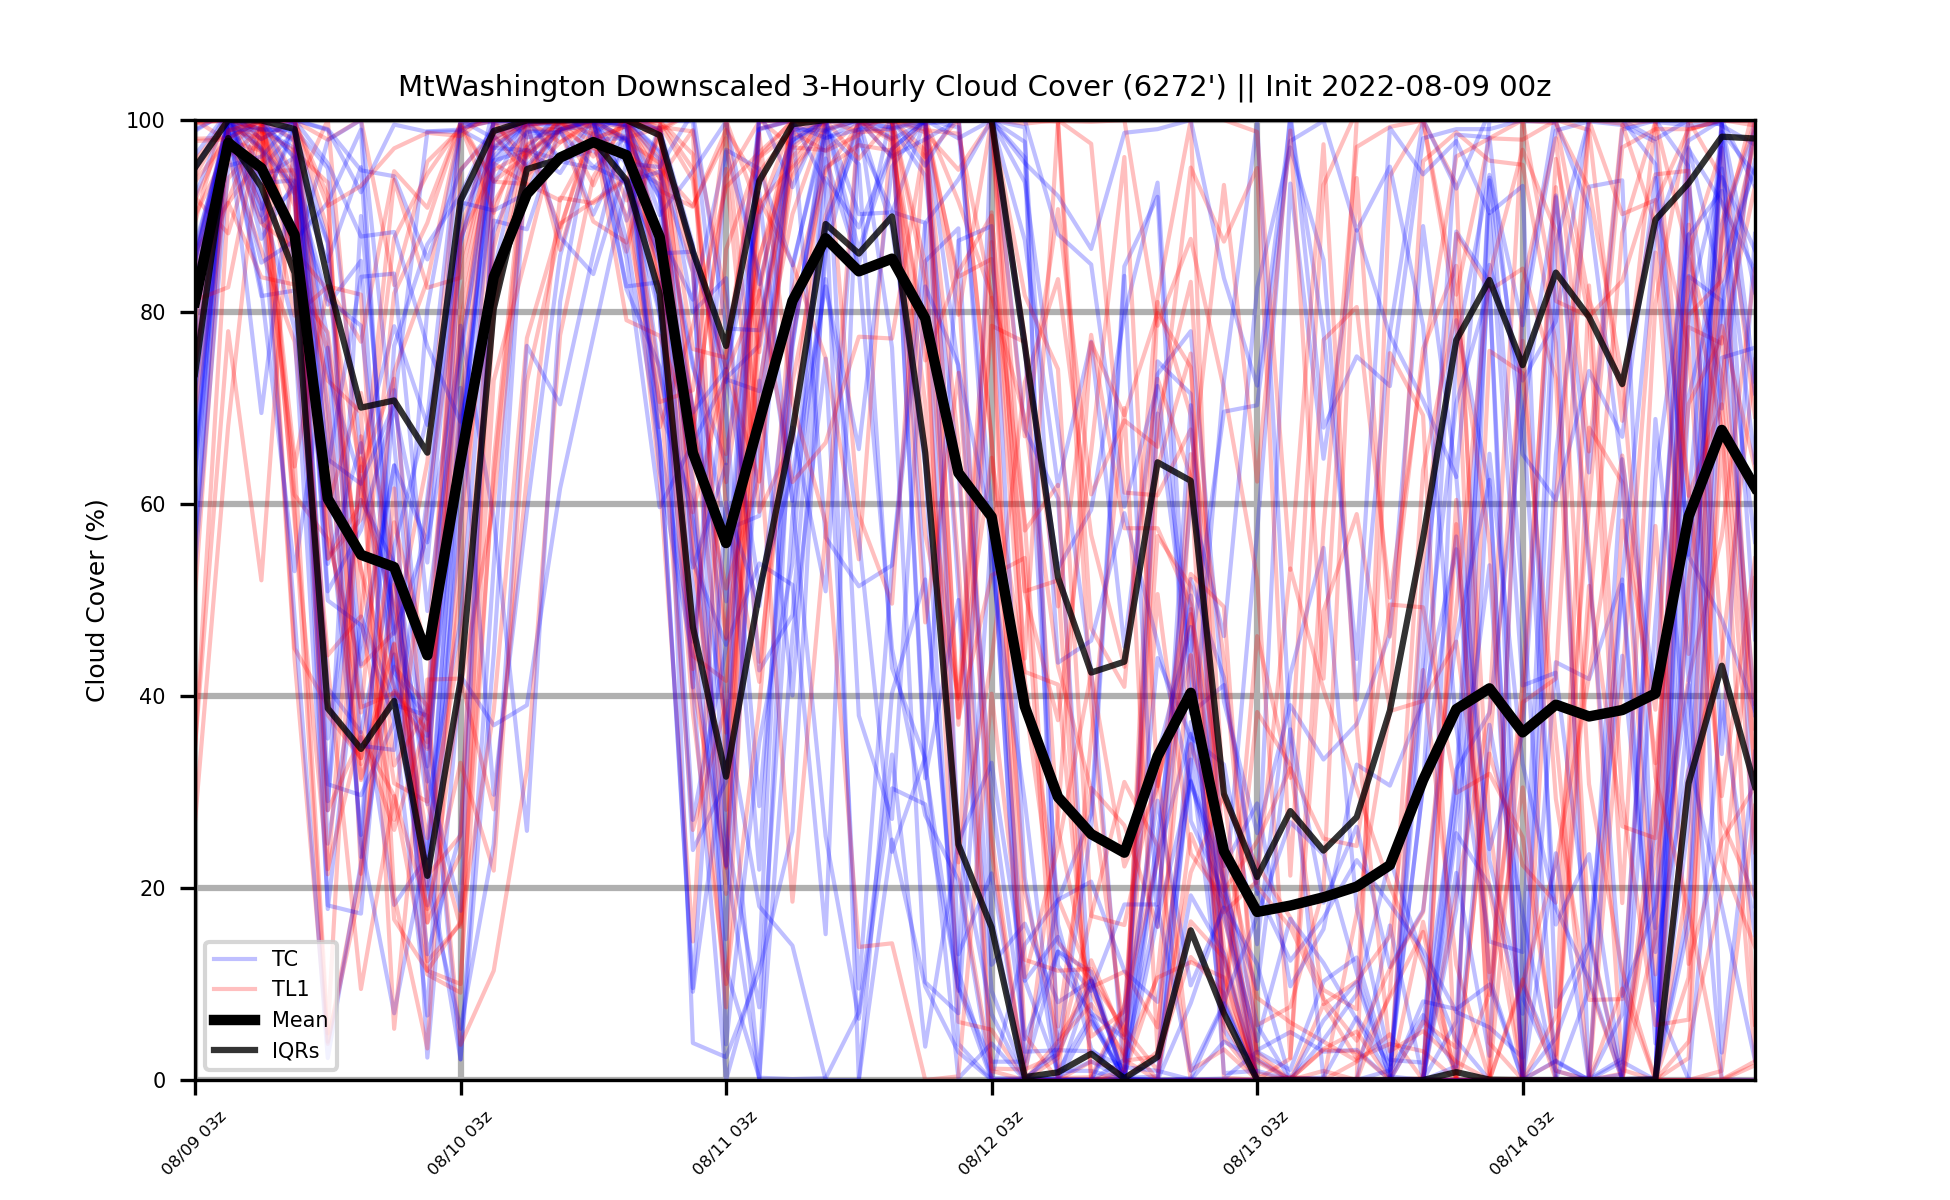 MtWashington Downscaled 3-Hourly Cloud Cover (6272') || Init 2022-08-09 00z
Cloud Cover (%)
100
80
60
40
20
0
TC
TL1
Mean
IQRs
08/09 03z
08/10 03z
08/11 03z
08/12 03z
08/13 03z
08/14 03z